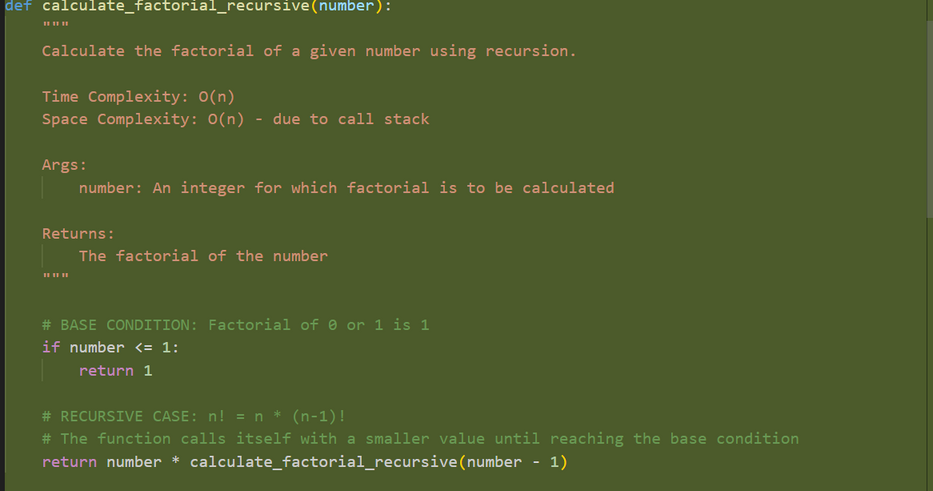 def calculate_factorial_recursive(number):
    """
    Calculate the factorial of a given number using recursion.

    Time Complexity: O(n)
    Space Complexity: O(n) - due to call stack

    Args:
        number: An integer for which factorial is to be calculated

    Returns:
        The factorial of the number
    """

    # BASE CONDITION: Factorial of 0 or 1 is 1
    if number <= 1:
        return 1

    # RECURSIVE CASE: n! = n * (n-1)!
    # The function calls itself with a smaller value until reaching the base condition
    return number * calculate_factorial_recursive(number - 1)